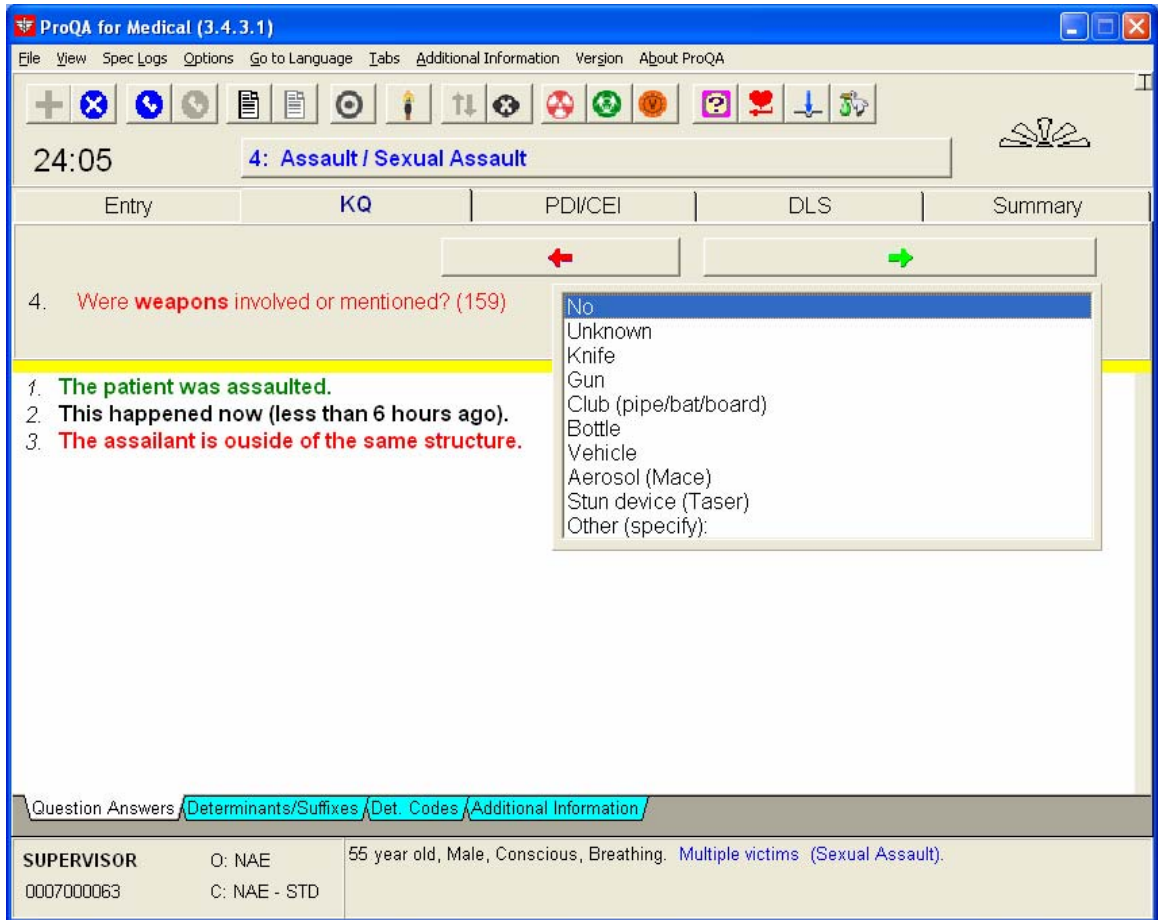 ProQA for Medical (3.4.3.1)
File View Spec Logs Options Go to Language Tabs Additional Information Version About ProQA
24:05
4: Assault / Sexual Assault
Entry KQ PDI/CEI DLS Summary
4. Were weapons involved or mentioned? (159)
No
Unknown
Knife
Gun
Club (pipe/bat/board)
Bottle
Vehicle
Aerosol (Mace)
Stun device (Taser)
Other (specify):
1. The patient was assaulted.
2. This happened now (less than 6 hours ago).
3. The assailant is ouside of the same structure.
Question Answers Determinants/Suffixes Det. Codes Additional Information
SUPERVISOR O: NAE 55 year old, Male, Conscious, Breathing. Multiple victims (Sexual Assault).
0007000063 C: NAE - STD